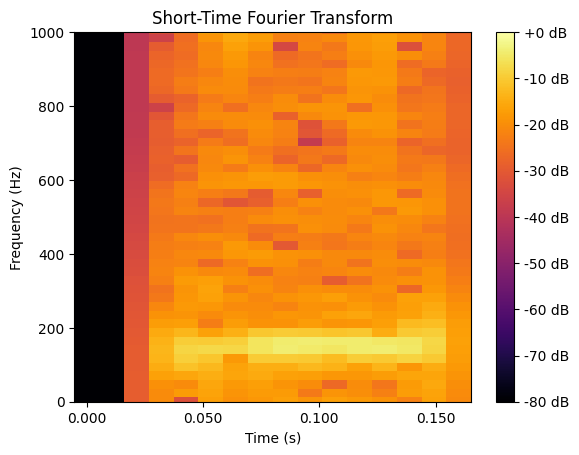 Short-Time Fourier Transform
1000
800
600
400
200
0
Frequency (Hz)
0.000
0.050
0.100
0.150
Time (s)
+0 dB
-10 dB
-20 dB
-30 dB
-40 dB
-50 dB
-60 dB
-70 dB
-80 dB